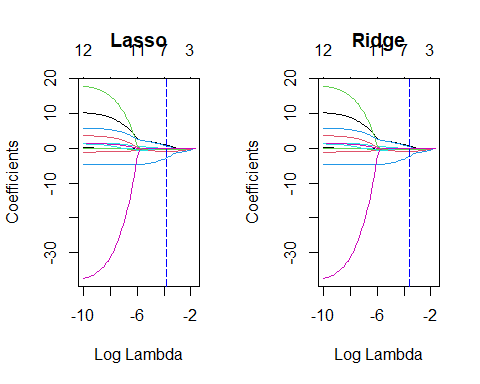 Lasso
12 11 7 3
Coefficients
20
10
0
-10
-30
-10 -6 -2
Log Lambda
Ridge
12 11 7 3
Coefficients
20
10
0
-10
-30
-10 -6 -2
Log Lambda